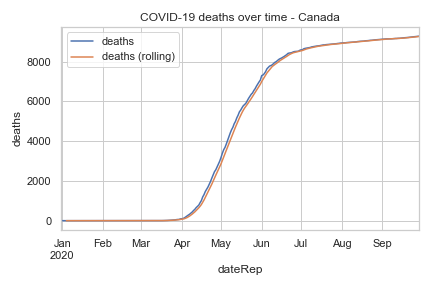 COVID-19 deaths over time - Canada
deaths
deaths (rolling)
deaths
8000
6000
4000
2000
0
Jan Feb Mar Apr May Jun Jul Aug Sep
2020
dateRep